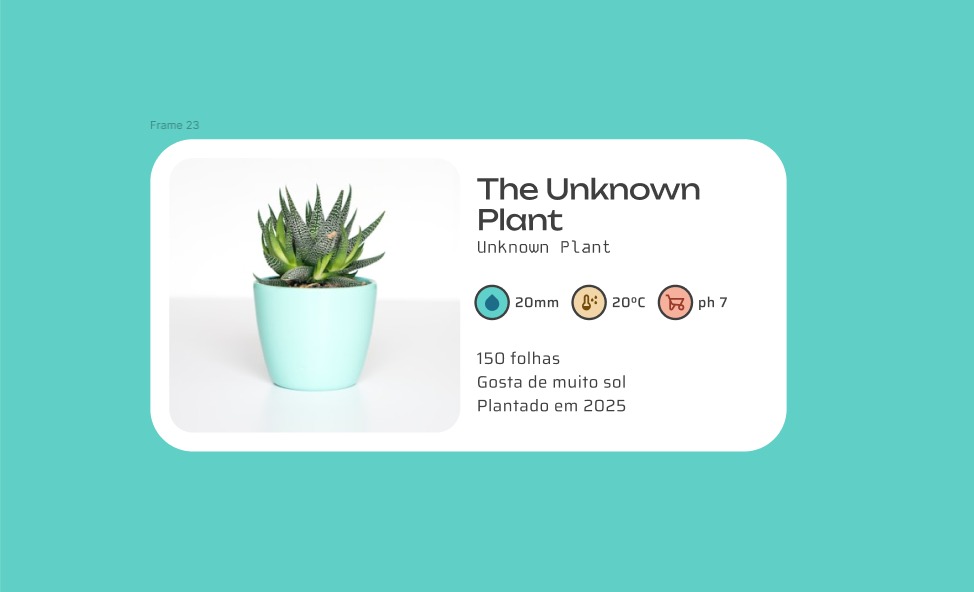 Frame 23
The Unknown
Plant
Unknown Plant
20mm 20ºC ph 7
150 folhas
Gosta de muito sol
Plantado em 2025